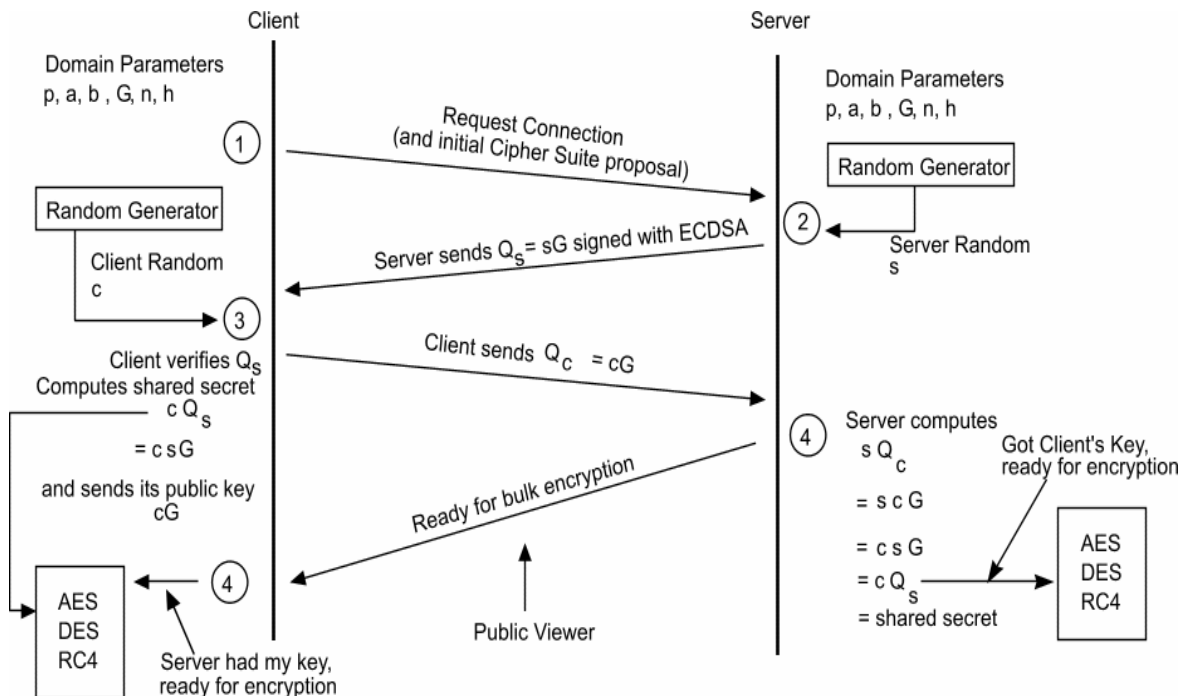 Client
Server
Domain Parameters
p, a, b , G, n, h
Domain Parameters
p, a, b , G, n, h
1
Request Connection
(and initial Cipher Suite proposal)
Random Generator
Random Generator
2
Server Random
s
Server sends Qs = sG signed with ECDSA
Client Random
c
3
Client verifies Qs
Computes shared secret
c Qs
= c s G
and sends its public key
cG
Client sends Qc = cG
4
Server computes
s Qc
= s c G
= c s G
= c Qs
= shared secret
Got Client's Key,
ready for encryption
AES
DES
RC4
Ready for bulk encryption
Public Viewer
4
AES
DES
RC4
Server had my key,
ready for encryption